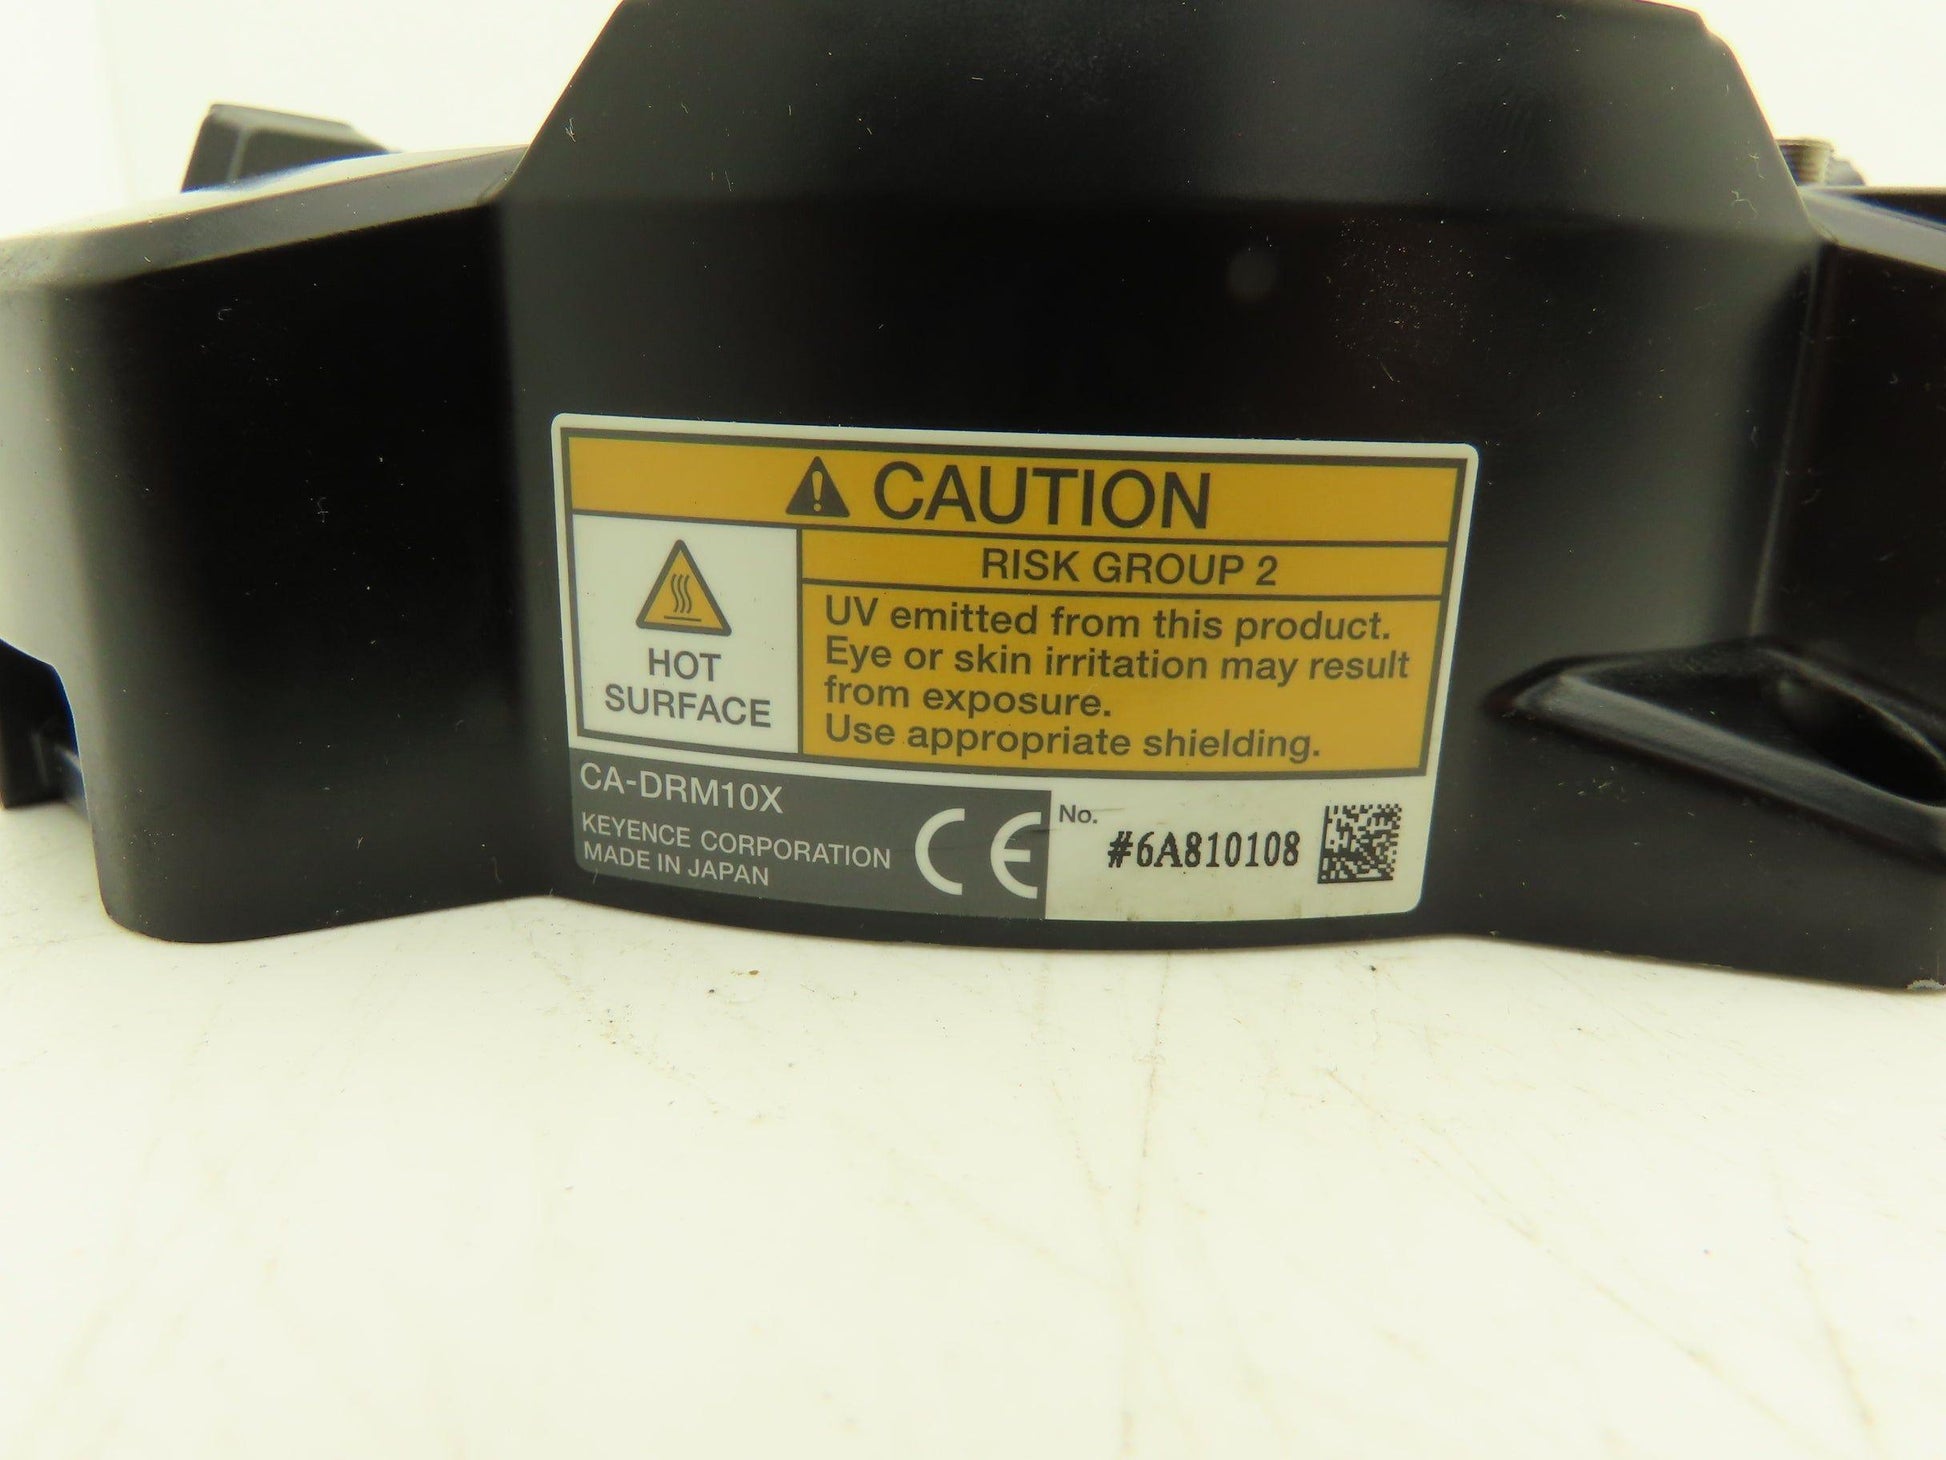 CAUTION
HOT
SURFACE
RISK GROUP 2
UV emitted from this product.
Eye or skin irritation may result
from exposure.
Use appropriate shielding.
CA-DRM10X
KEYENCE CORPORATION
MADE IN JAPAN
CE
No.
#6A810108